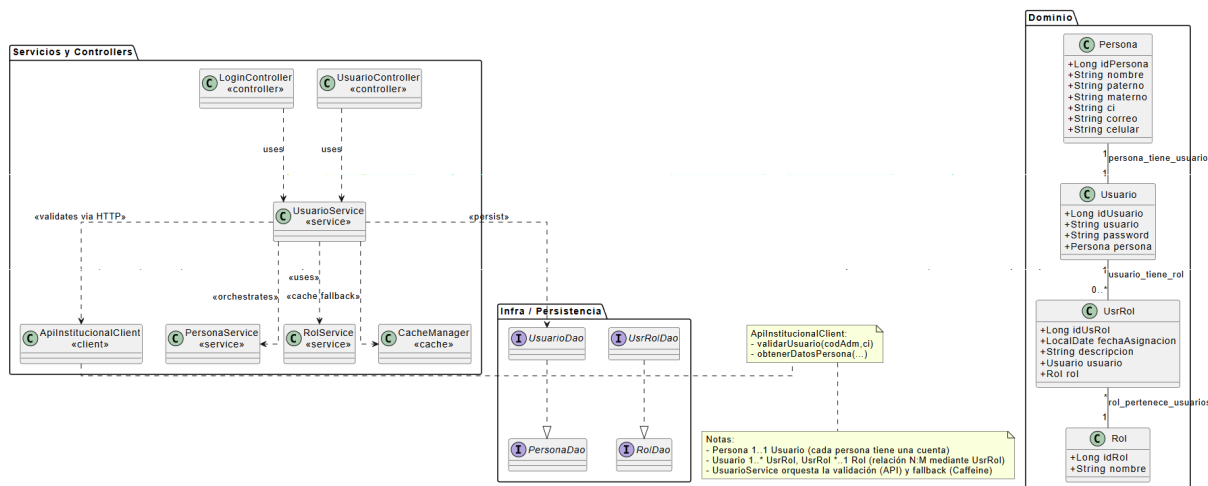 Servicios y Controllers
C LoginController
«controller»
C UsuarioController
«controller»
uses
uses
C UsuarioService
«service»
«validates via HTTP»
«persist»
«uses»
«orchestrates»
«cache fallback»
C ApiInstitucionalClient
«client»
C PersonaService
«service»
C RolService
«service»
C CacheManager
«cache»
Infra / Persistencia
I UsuarioDao
I UsrRolDao
I PersonaDao
I RolDao
ApiInstitucionalClient:
- validarUsuario(codAdm,ci)
- obtenerDatosPersona(...)
Notas:
- Persona 1..1 Usuario (cada persona tiene una cuenta)
- Usuario 1..* UsrRol, UsrRol *..1 Rol (relación N:M mediante UsrRol)
- UsuarioService orquesta la validación (API) y fallback (Caffeine)
Dominio
C Persona
+Long idPersona
+String nombre
+String paterno
+String materno
+String ci
+String correo
+String celular
1
persona_tiene_usuario
1
C Usuario
+Long idUsuario
+String usuario
+String password
+Persona persona
1
usuario_tiene_rol
0..*
C UsrRol
+Long idUsRol
+LocalDate fechaAsignacion
+String descripcion
+Usuario usuario
+Rol rol
*
rol_pertenece_usuarios
1
C Rol
+Long idRol
+String nombre